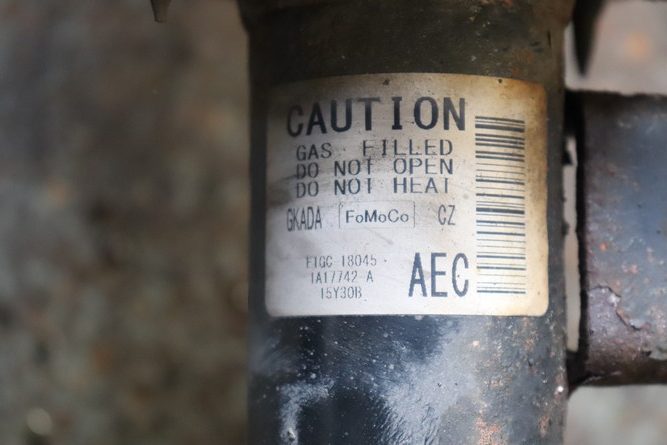 CAUTION
GAS FILLED
DO NOT OPEN
DO NOT HEAT
GKADA FoMoCo CZ
F1GC 18045
1A17742 A
15Y30B
AEC